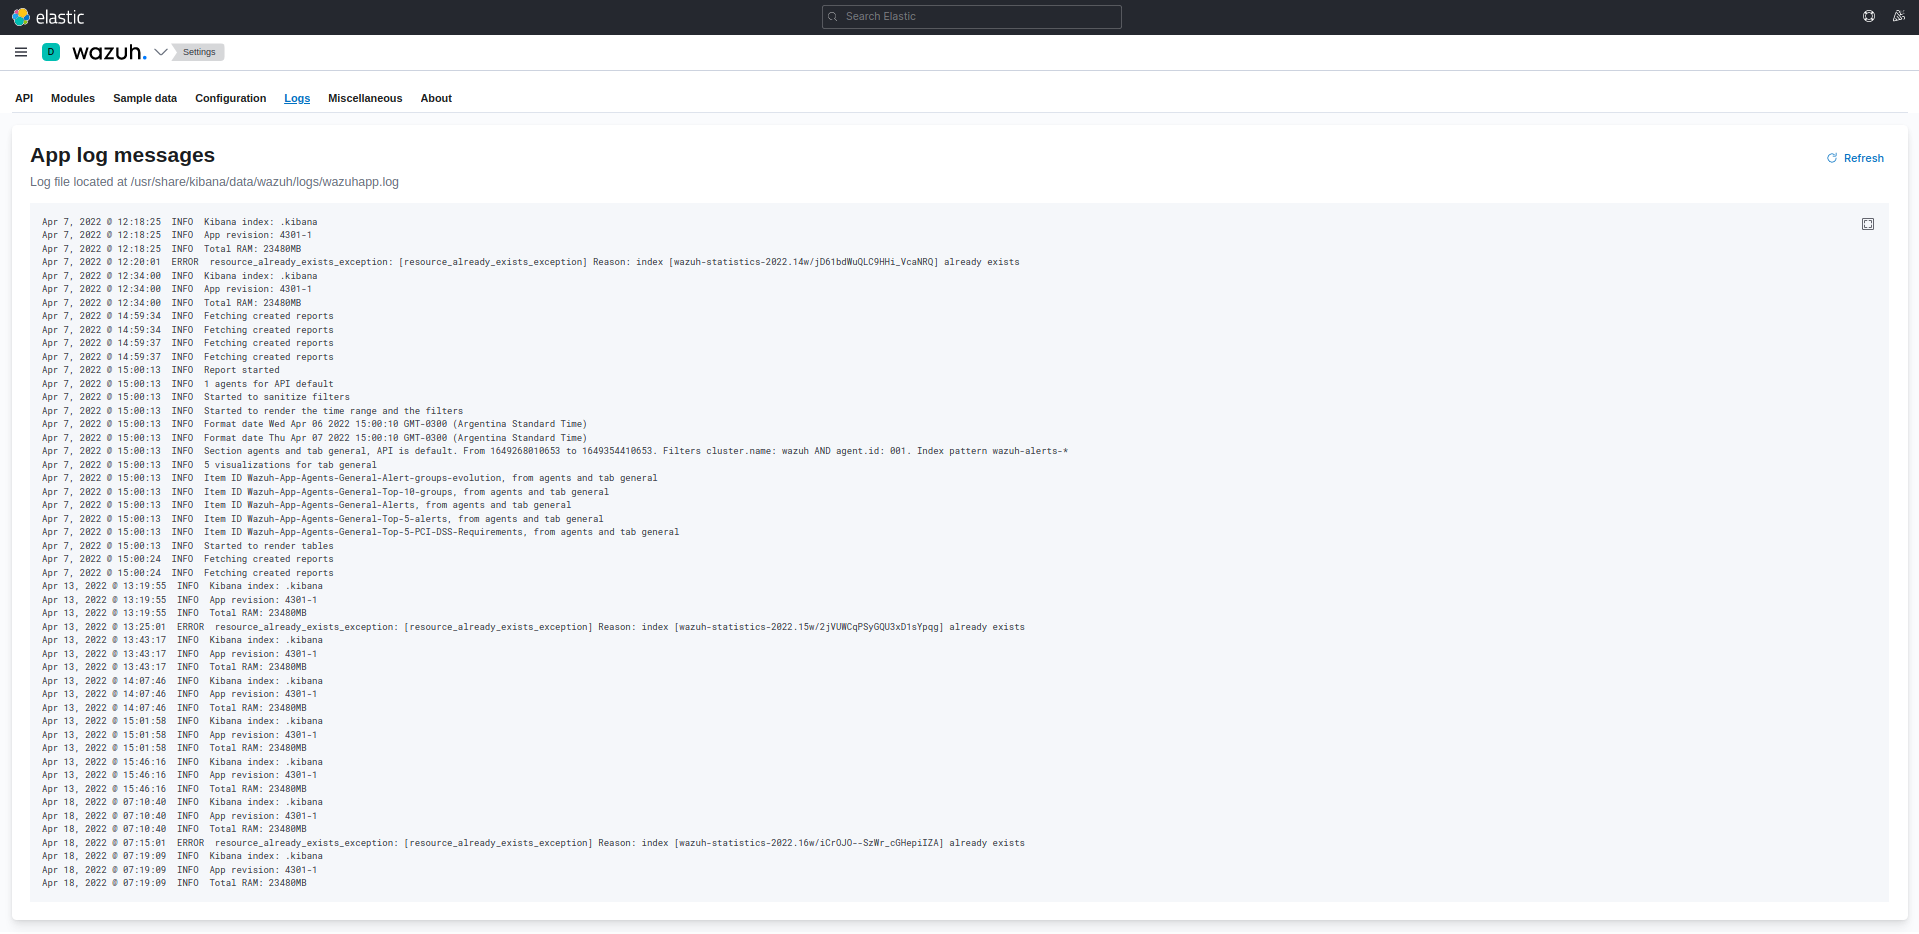 elastic
Search Elastic
D
wazuh.
Settings
API Modules Sample data Configuration Logs Miscellaneous About
App log messages
Refresh
Log file located at /usr/share/kibana/data/wazuh/logs/wazuhapp.log
Apr 7, 2022 @ 12:18:25 INFO Kibana index: .kibana
Apr 7, 2022 @ 12:18:25 INFO App revision: 4301-1
Apr 7, 2022 @ 12:18:25 INFO Total RAM: 23480MB
Apr 7, 2022 @ 12:20:01 ERROR resource_already_exists_exception: [resource_already_exists_exception] Reason: index [wazuh-statistics-2022.14w/jD61bdWuQLC9HHi_VcaNRQ] already exists
Apr 7, 2022 @ 12:34:00 INFO Kibana index: .kibana
Apr 7, 2022 @ 12:34:00 INFO App revision: 4301-1
Apr 7, 2022 @ 12:34:00 INFO Total RAM: 23480MB
Apr 7, 2022 @ 14:59:34 INFO Fetching created reports
Apr 7, 2022 @ 14:59:34 INFO Fetching created reports
Apr 7, 2022 @ 14:59:37 INFO Fetching created reports
Apr 7, 2022 @ 14:59:37 INFO Fetching created reports
Apr 7, 2022 @ 15:00:13 INFO Report started
Apr 7, 2022 @ 15:00:13 INFO 1 agents for API default
Apr 7, 2022 @ 15:00:13 INFO Started to sanitize filters
Apr 7, 2022 @ 15:00:13 INFO Started to render the time range and the filters
Apr 7, 2022 @ 15:00:13 INFO Format date Wed Apr 06 2022 15:00:10 GMT-0300 (Argentina Standard Time)
Apr 7, 2022 @ 15:00:13 INFO Format date Thu Apr 07 2022 15:00:10 GMT-0300 (Argentina Standard Time)
Apr 7, 2022 @ 15:00:13 INFO Section agents and tab general, API is default. From 1649268010653 to 1649354410653. Filters cluster.name: wazuh AND agent.id: 001. Index pattern wazuh-alerts-*
Apr 7, 2022 @ 15:00:13 INFO 5 visualizations for tab general
Apr 7, 2022 @ 15:00:13 INFO Item ID Wazuh-App-Agents-General-Alert-groups-evolution, from agents and tab general
Apr 7, 2022 @ 15:00:13 INFO Item ID Wazuh-App-Agents-General-Top-10-groups, from agents and tab general
Apr 7, 2022 @ 15:00:13 INFO Item ID Wazuh-App-Agents-General-Alerts, from agents and tab general
Apr 7, 2022 @ 15:00:13 INFO Item ID Wazuh-App-Agents-General-Top-5-alerts, from agents and tab general
Apr 7, 2022 @ 15:00:13 INFO Item ID Wazuh-App-Agents-General-Top-5-PCI-DSS-Requirements, from agents and tab general
Apr 7, 2022 @ 15:00:13 INFO Started to render tables
Apr 7, 2022 @ 15:00:24 INFO Fetching created reports
Apr 7, 2022 @ 15:00:24 INFO Fetching created reports
Apr 13, 2022 @ 13:19:55 INFO Kibana index: .kibana
Apr 13, 2022 @ 13:19:55 INFO App revision: 4301-1
Apr 13, 2022 @ 13:19:55 INFO Total RAM: 23480MB
Apr 13, 2022 @ 13:25:01 ERROR resource_already_exists_exception: [resource_already_exists_exception] Reason: index [wazuh-statistics-2022.15w/2jVUWCqPSyGQU3xD1sYpqg] already exists
Apr 13, 2022 @ 13:43:17 INFO Kibana index: .kibana
Apr 13, 2022 @ 13:43:17 INFO App revision: 4301-1
Apr 13, 2022 @ 13:43:17 INFO Total RAM: 23480MB
Apr 13, 2022 @ 14:07:46 INFO Kibana index: .kibana
Apr 13, 2022 @ 14:07:46 INFO App revision: 4301-1
Apr 13, 2022 @ 14:07:46 INFO Total RAM: 23480MB
Apr 13, 2022 @ 15:01:58 INFO Kibana index: .kibana
Apr 13, 2022 @ 15:01:58 INFO App revision: 4301-1
Apr 13, 2022 @ 15:01:58 INFO Total RAM: 23480MB
Apr 13, 2022 @ 15:46:16 INFO Kibana index: .kibana
Apr 13, 2022 @ 15:46:16 INFO App revision: 4301-1
Apr 13, 2022 @ 15:46:16 INFO Total RAM: 23480MB
Apr 18, 2022 @ 07:10:40 INFO Kibana index: .kibana
Apr 18, 2022 @ 07:10:40 INFO App revision: 4301-1
Apr 18, 2022 @ 07:10:40 INFO Total RAM: 23480MB
Apr 18, 2022 @ 07:15:01 ERROR resource_already_exists_exception: [resource_already_exists_exception] Reason: index [wazuh-statistics-2022.16w/iCrOJO--SzWr_cGHepiIZA] already exists
Apr 18, 2022 @ 07:19:09 INFO Kibana index: .kibana
Apr 18, 2022 @ 07:19:09 INFO App revision: 4301-1
Apr 18, 2022 @ 07:19:09 INFO Total RAM: 23480MB